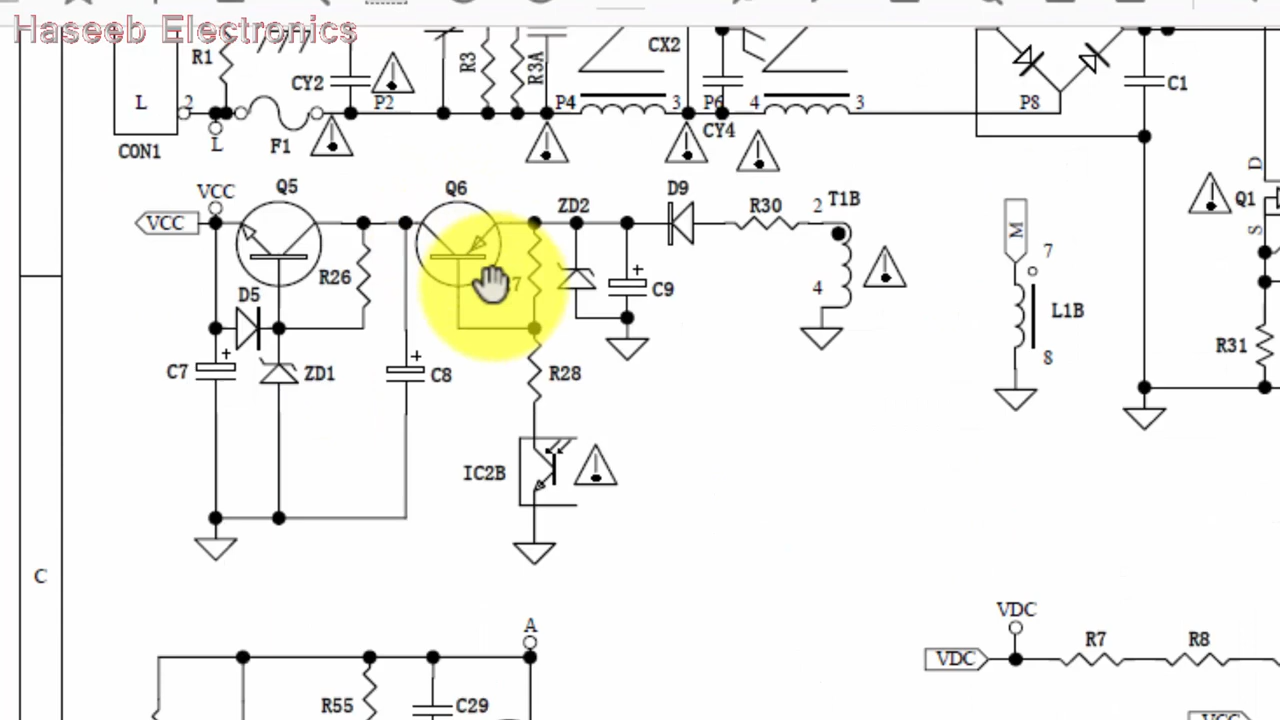 Haseeb Electronics
R1
CY2
R3
R3A
CX2
C1
L
2
P2
P4
3
P6
4
3
P8
CON1
L
F1
CY4
D
Q1
S
VCC
VCC
Q5
Q6
ZD2
D9
R30
2
T1B
M
7
R26
7
4
C9
L1B
D5
8
R31
C7
ZD1
C8
R28
IC2B
C
A
VDC
VDC
R7
R8
R55
C29
VCC